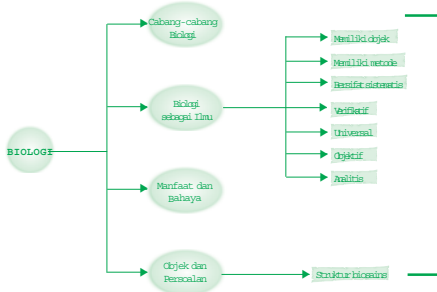 Cabang-cabang
Biologi
Memiliki objek
Memiliki metode
Bersifat sistematis
Biologi
sebagai Ilmu
Verifikatif
Universal
BIOLOGI
Objektif
Analitis
Manfaat dan
Bahaya
Objek dan
Persoalan
Struktur biosains